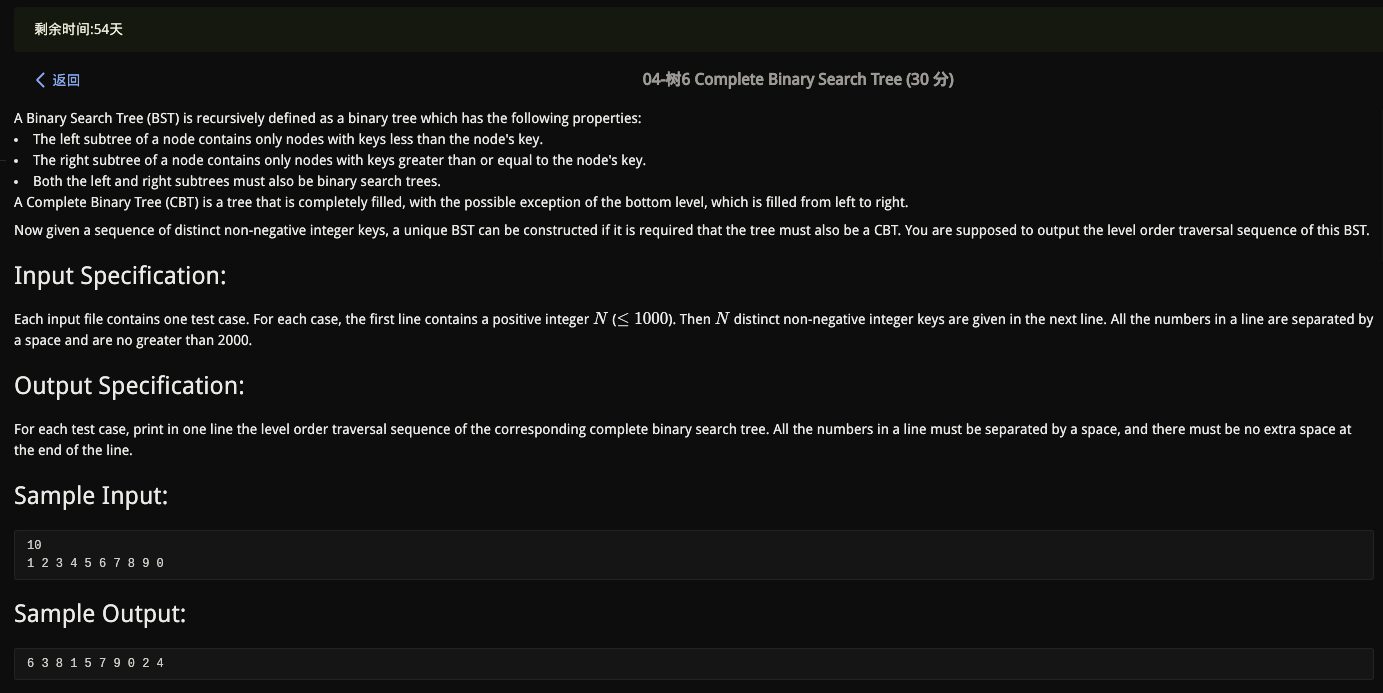 剩余时间:54天
返回
04-树6 Complete Binary Search Tree (30 分)
A Binary Search Tree (BST) is recursively defined as a binary tree which has the following properties:
• The left subtree of a node contains only nodes with keys less than the node's key.
• The right subtree of a node contains only nodes with keys greater than or equal to the node's key.
• Both the left and right subtrees must also be binary search trees.
A Complete Binary Tree (CBT) is a tree that is completely filled, with the possible exception of the bottom level, which is filled from left to right.
Now given a sequence of distinct non-negative integer keys, a unique BST can be constructed if it is required that the tree must also be a CBT. You are supposed to output the level order traversal sequence of this BST.
Input Specification:
Each input file contains one test case. For each case, the first line contains a positive integer N (≤ 1000). Then N distinct non-negative integer keys are given in the next line. All the numbers in a line are separated by
a space and are no greater than 2000.
Output Specification:
For each test case, print in one line the level order traversal sequence of the corresponding complete binary search tree. All the numbers in a line must be separated by a space, and there must be no extra space at
the end of the line.
Sample Input:
10
1 2 3 4 5 6 7 8 9 0
Sample Output:
6 3 8 1 5 7 9 0 2 4